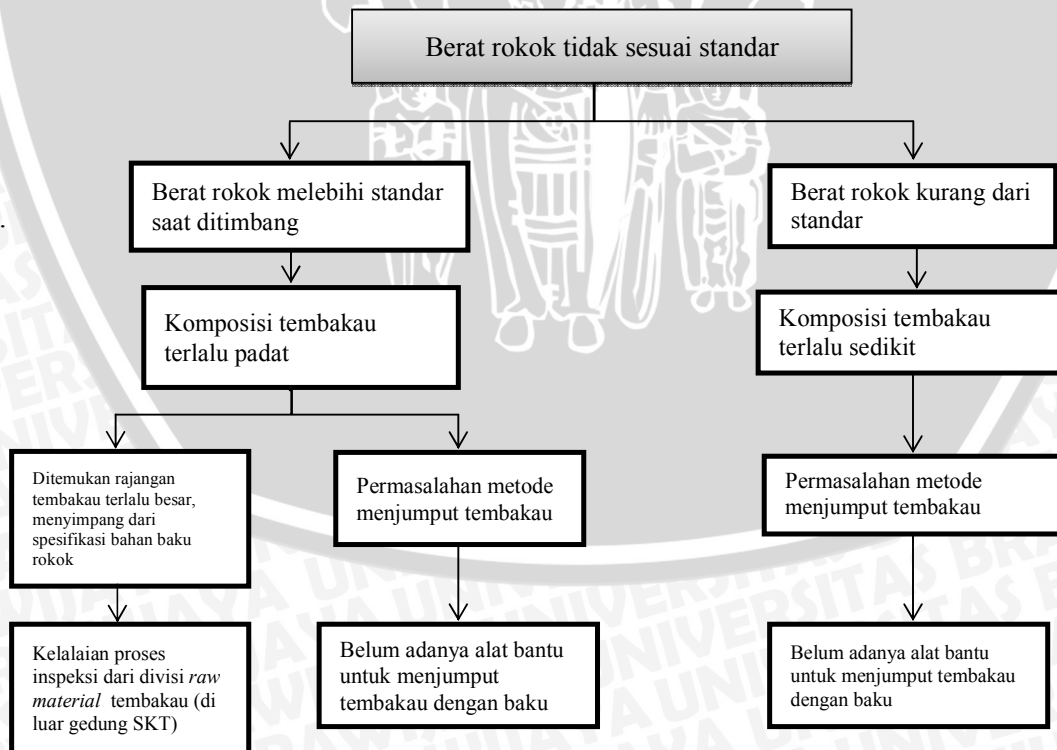 Berat rokok tidak sesuai standar
Berat rokok melebihi standar
saat ditimbang
Berat rokok kurang dari
standar
.
Komposisi tembakau
terlalu padat
Komposisi tembakau
terlalu sedikit
Ditemukan rajangan
tembakau terlalu besar,
menyimpang dari
spesifikasi bahan baku
rokok
Permasalahan metode
menjumput tembakau
Permasalahan metode
menjumput tembakau
Kelalaian proses
inspeksi dari divisi raw
material tembakau (di
luar gedung SKT)
Belum adanya alat bantu
untuk menjumput
tembakau dengan baku
Belum adanya alat bantu
untuk menjumput tembakau
dengan baku